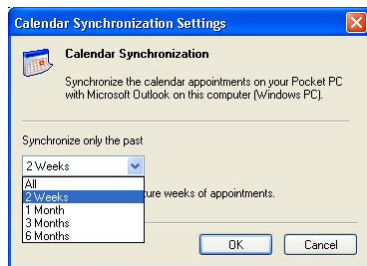 Calendar Synchronization Settings
Calendar Synchronization
Synchronize the calendar appointments on your Pocket PC
with Microsoft Outlook on this computer (Windows PC).
Synchronize only the past
2 Weeks
All
2 Weeks
ture weeks of appointments.
1 Month
3 Months
6 Months
OK Cancel